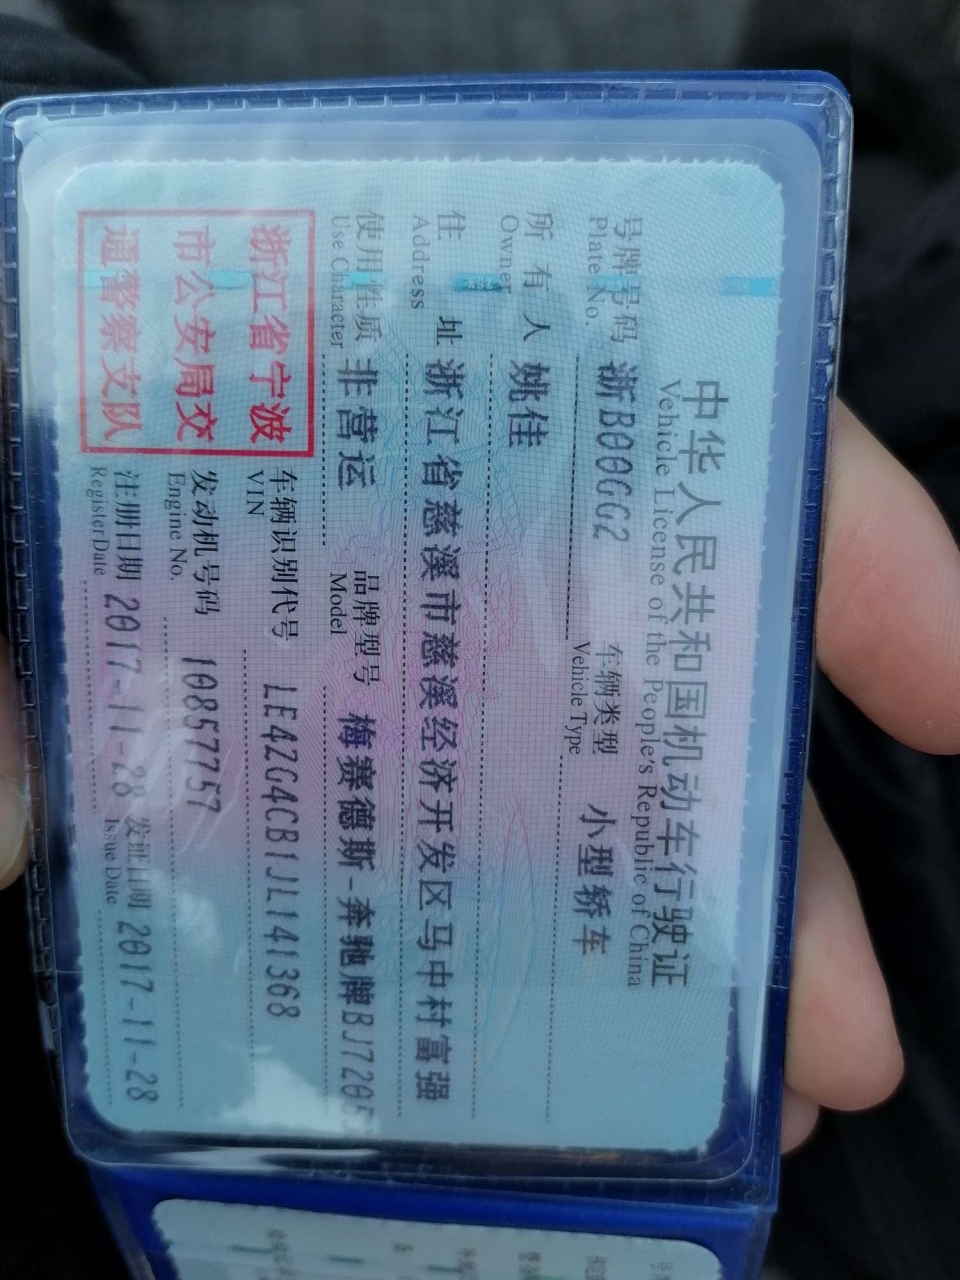 中华人民共和国机动车行驶证
Vehicle License of the People's Republic of China
号牌号码 浙B00GG2 车辆类型 小型轿车
Plate No. Vehicle Type
所有人 姚佳
Owner
住址 浙江省慈溪市慈溪经济开发区马中村富强
Address
使用性质 非营运 品牌型号 梅赛德斯-奔驰牌BJ7205
Use Character Model
浙江省宁波
市公安局交
通警察支队
车辆识别代号 LE4ZG4CB1JL141368
VIN
发动机号码 10857757
Engine No.
注册日期 2017-11-28 发证日期 2017-11-28
Register Date Issue Date